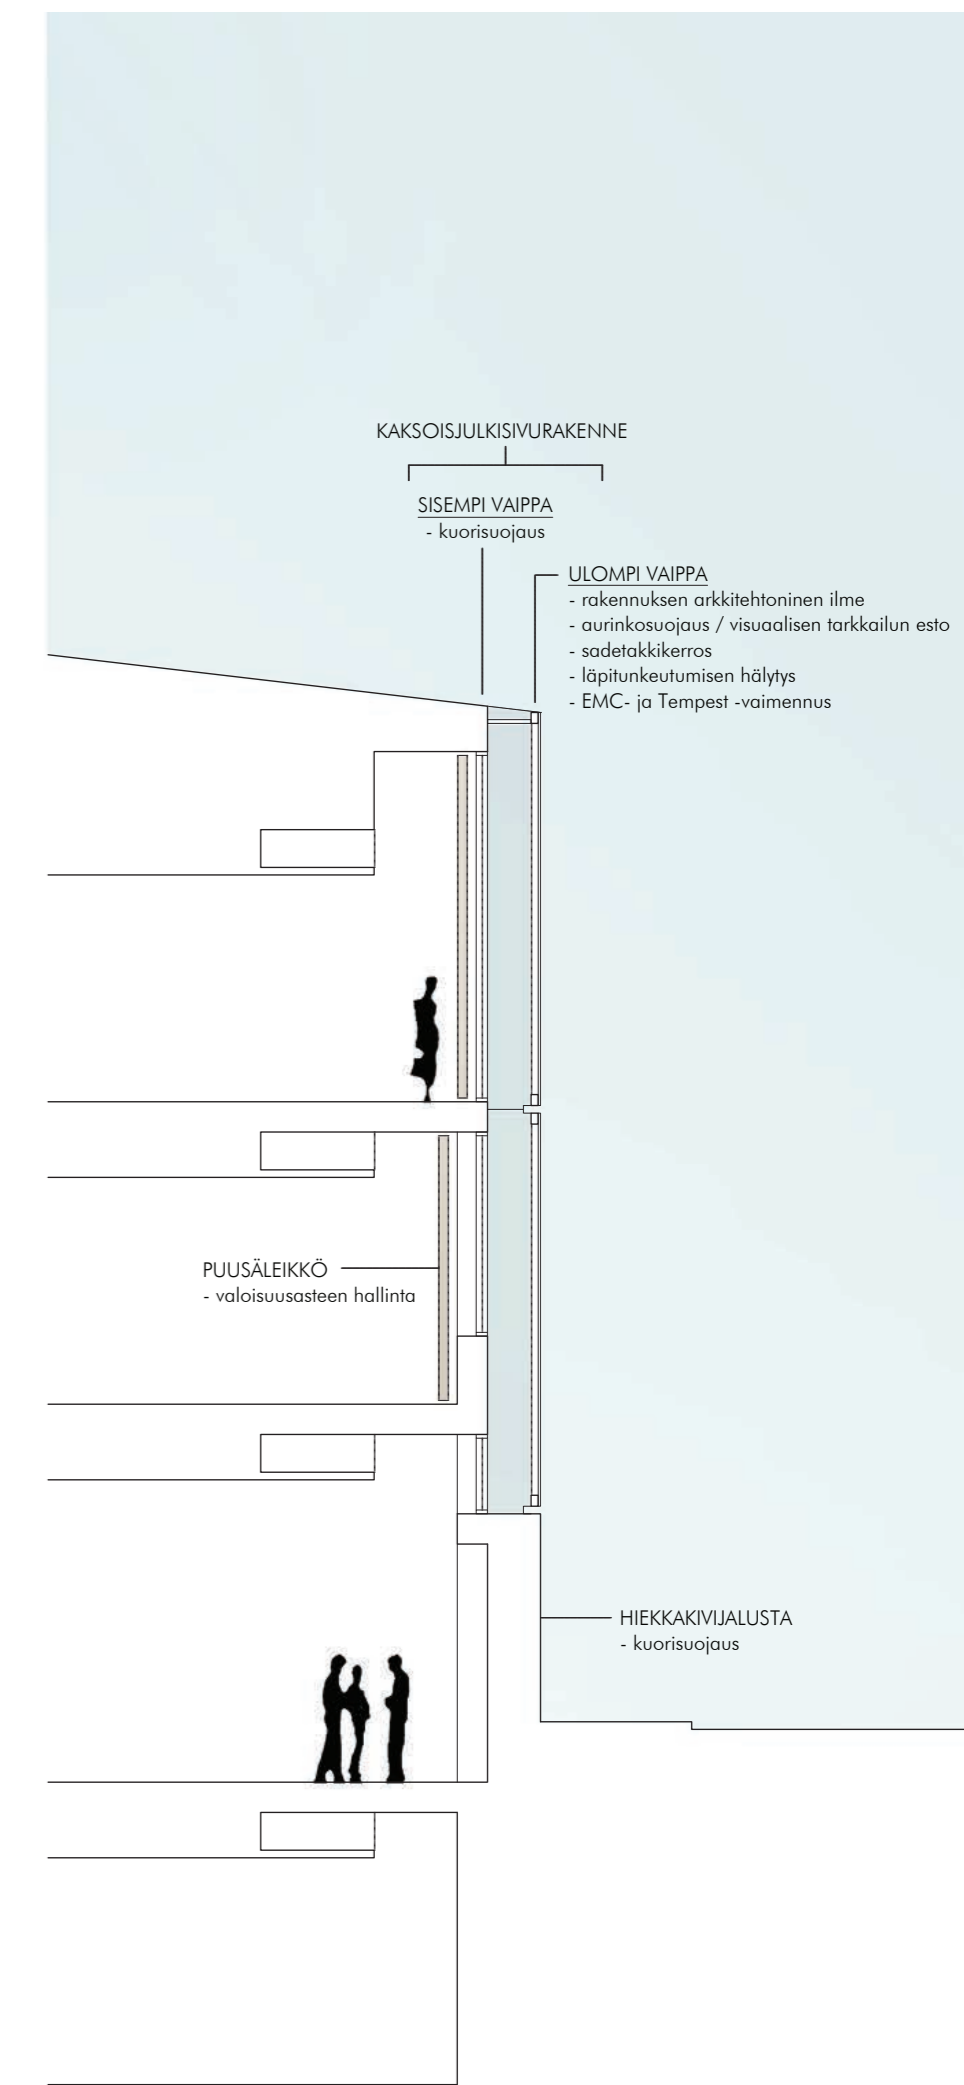 KAKSOISJULKISIVURAKENNE
SISEMPI VAIPPA
- kuorisuojaus
ULOMPI VAIPPA
- rakennuksen arkkitehtoninen ilme
- aurinkosuojaus / visuaalisen tarkkailun esto
- sadetakkikerros
- läpitunkeutumisen hälytys
- EMC- ja Tempest -vaimennus
PUUSÄLEIKKÖ
- valoisuusasteen hallinta
HIEKKAKIVIJALUSTA
- kuorisuojaus